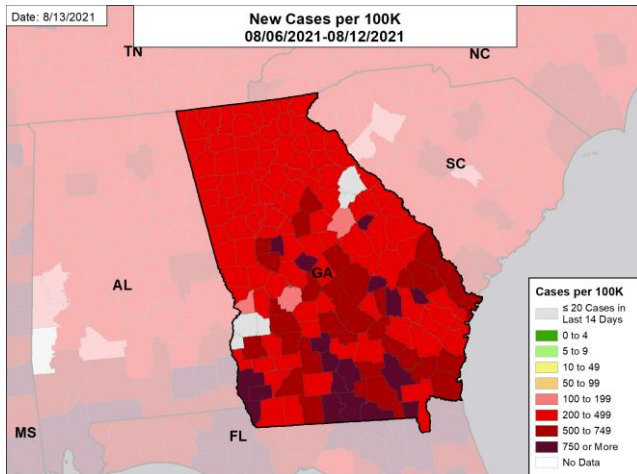 Date: 8/13/2021
New Cases per 100K
08/06/2021-08/12/2021
TN
NC
SC
AL
GA
MS
FL
Cases per 100K
≤ 20 Cases in
Last 14 Days
0 to 4
5 to 9
10 to 49
50 to 99
100 to 199
200 to 499
500 to 749
750 or More
No Data